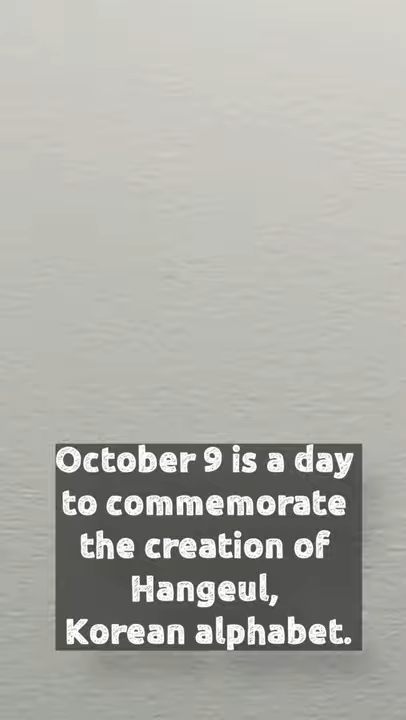 October 9 is a day
to commemorate
the creation of
Hangeul,
Korean alphabet.